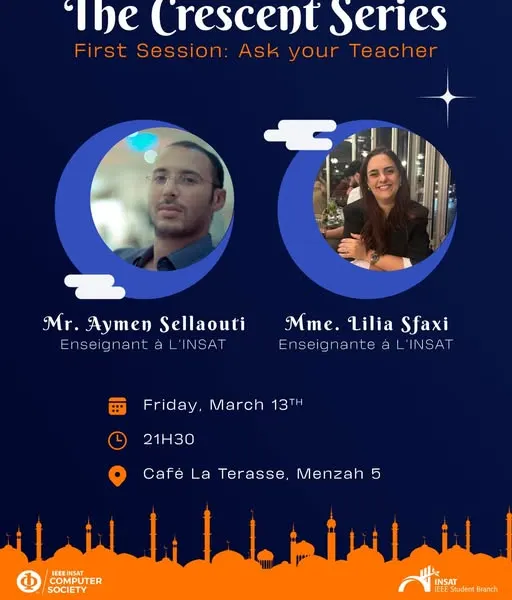 The Crescent Series
First Session: Ask your Teacher
Mr. Aymen Sellaouti
Enseignant à L'INSAT
Mme. Lilia Sfaxi
Enseignante à L'INSAT
Friday, March 13TH
21H30
Café La Terasse, Menzah 5
IEEE INSAT
COMPUTER
SOCIETY
INSAT
IEEE Student Branch